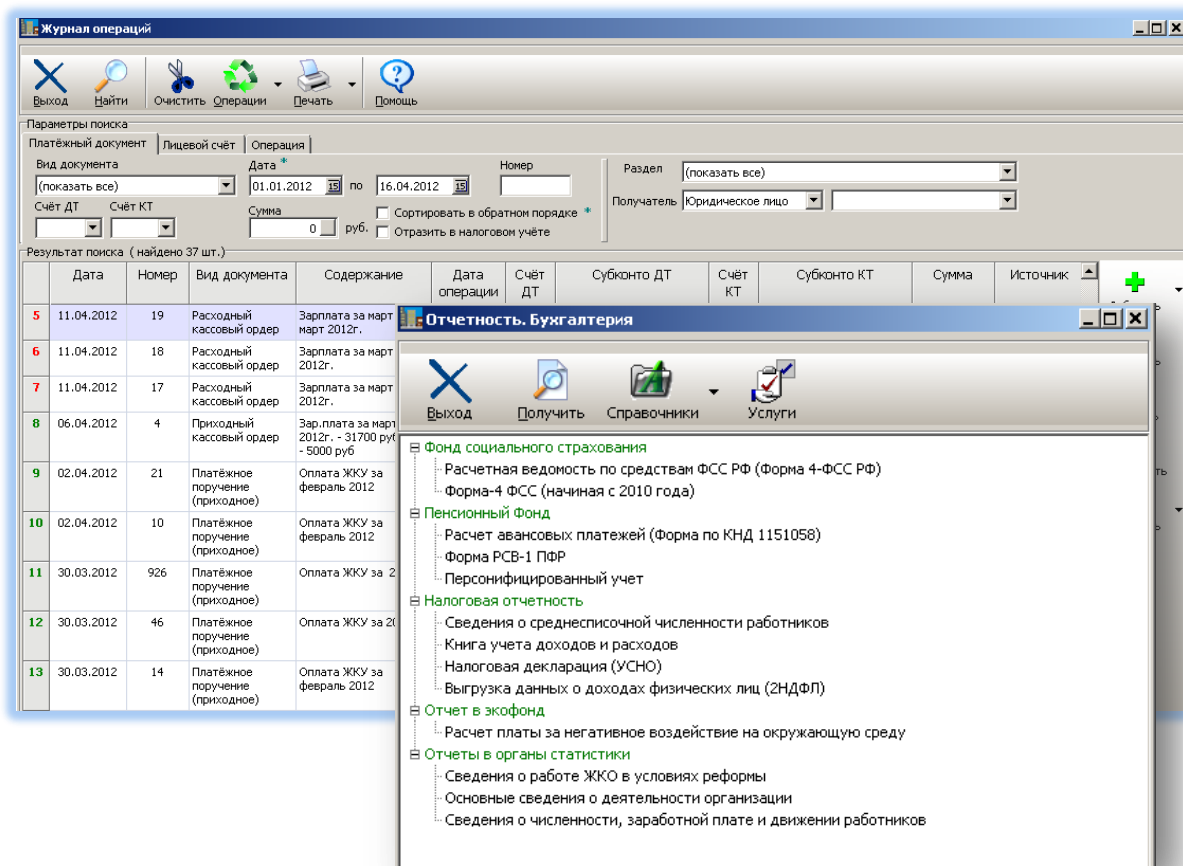 Журнал операций
Выход Найти Очистить Операции Печать Помощь
Параметры поиска
Платёжный документ Лицевой счёт Операция
Вид документа Дата * Номер
Раздел (показать все)
(показать все) 01.01.2012 15 по 16.04.2012 15
Получатель Юридическое лицо
Счёт ДТ Счёт КТ Сумма Сортировать в обратном порядке *
0 руб. Отразить в налоговом учёте
Результат поиска ( найдено 37 шт.)
Дата Номер Вид документа Содержание Дата Счёт Субконто ДТ Счёт Субконто КТ Сумма Источник
операции ДТ КТ
5 11.04.2012 19 Расходный Зарплата за март
кассовый ордер март 2012г.
6 11.04.2012 18 Расходный Зарплата за март
кассовый ордер 2012г.
7 11.04.2012 17 Расходный Зарплата за март
кассовый ордер 2012г.
8 06.04.2012 4 Приходный Зар.плата за март
кассовый ордер 2012г. - 31700 руб
- 5000 руб
9 02.04.2012 21 Платёжное Оплата ЖКУ за
поручение февраль 2012
(приходное)
10 02.04.2012 10 Платёжное Оплата ЖКУ за
поручение февраль 2012
(приходное)
11 30.03.2012 926 Платёжное Оплата ЖКУ за 2
поручение
(приходное)
12 30.03.2012 46 Платёжное Оплата ЖКУ за
поручение
(приходное)
13 30.03.2012 14 Платёжное Оплата ЖКУ за
поручение февраль 2012
(приходное)
Отчетность. Бухгалтерия
Выход Получить Справочники Услуги
Фонд социального страхования
Расчетная ведомость по средствам ФСС РФ (Форма 4-ФСС РФ)
Форма-4 ФСС (начиная с 2010 года)
Пенсионный Фонд
Расчет авансовых платежей (Форма по КНД 1151058)
Форма РСВ-1 ПФР
Персонифицированный учет
Налоговая отчетность
Сведения о среднесписочной численности работников
Книга учета доходов и расходов
Налоговая декларация (УСНО)
Выгрузка данных о доходах физических лиц (2НДФЛ)
Отчет в экофонд
Расчет платы за негативное воздействие на окружающую среду
Отчеты в органы статистики
Сведения о работе ЖКО в условиях реформы
Основные сведения о деятельности организации
Сведения о численности, заработной плате и движении работников